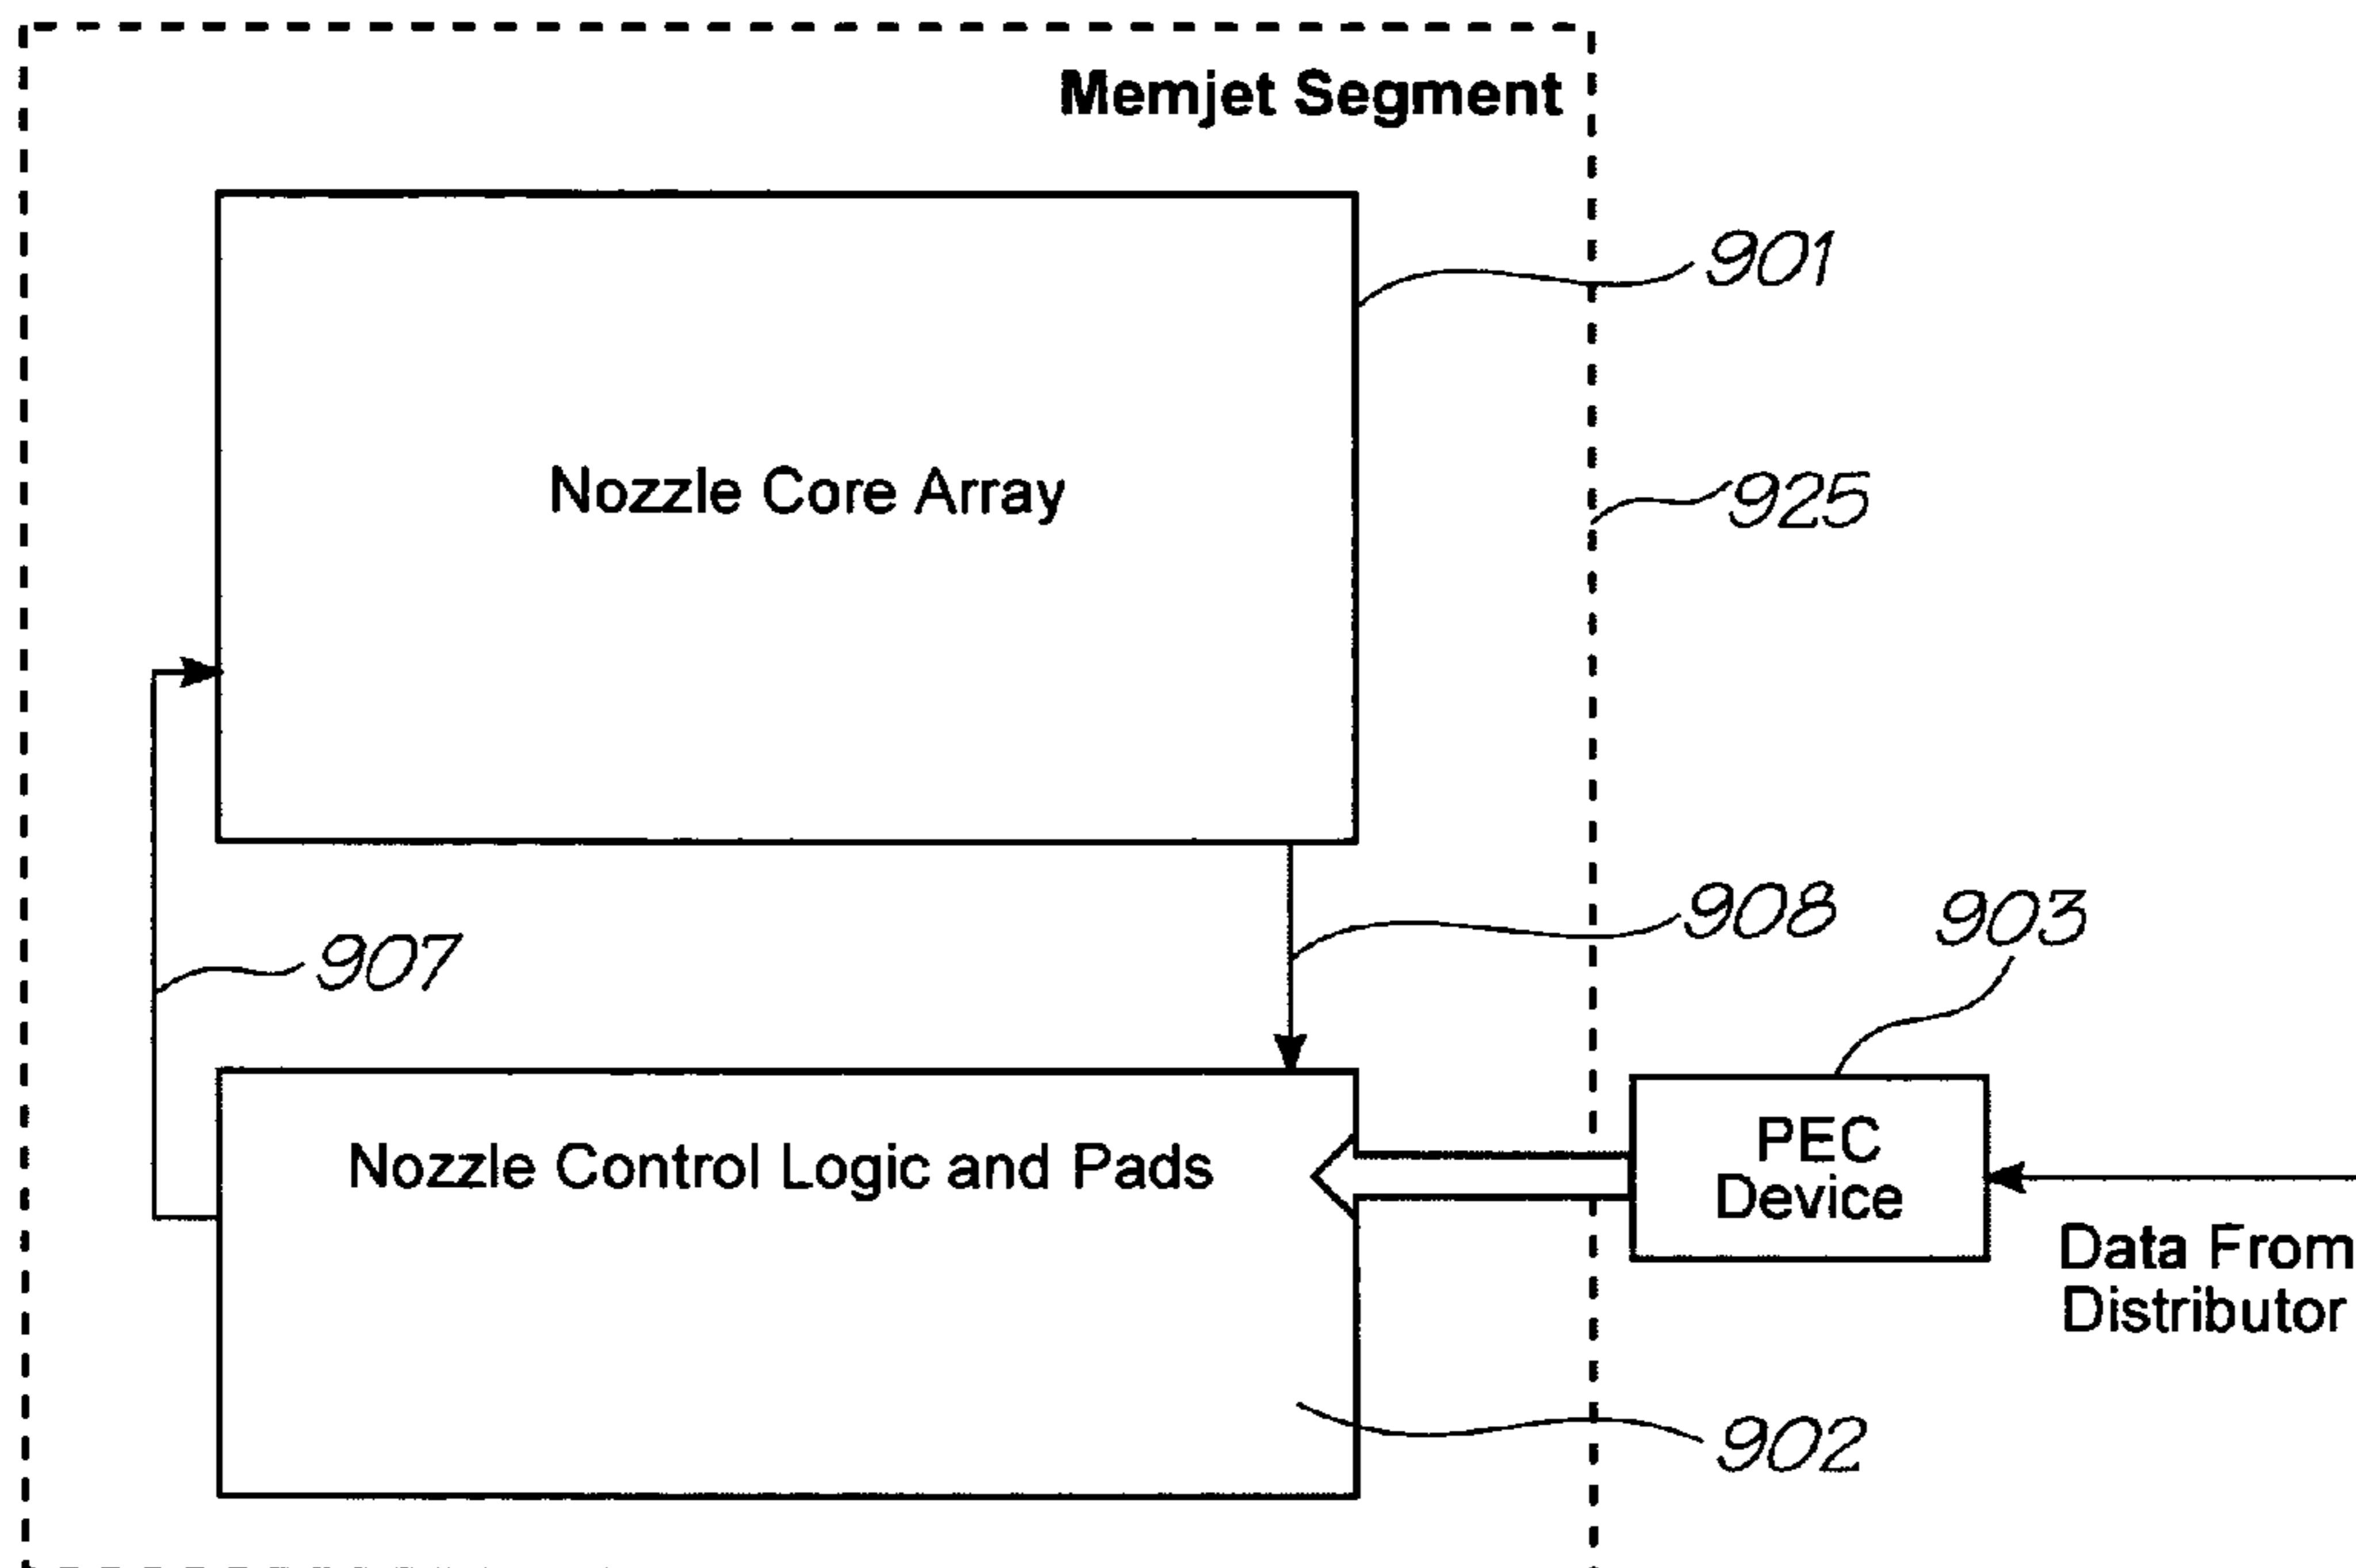 Memjet Segment
901
Nozzle Core Array
925
908
903
907
Nozzle Control Logic and Pads
PEC
Device
Data From
Distributor
902